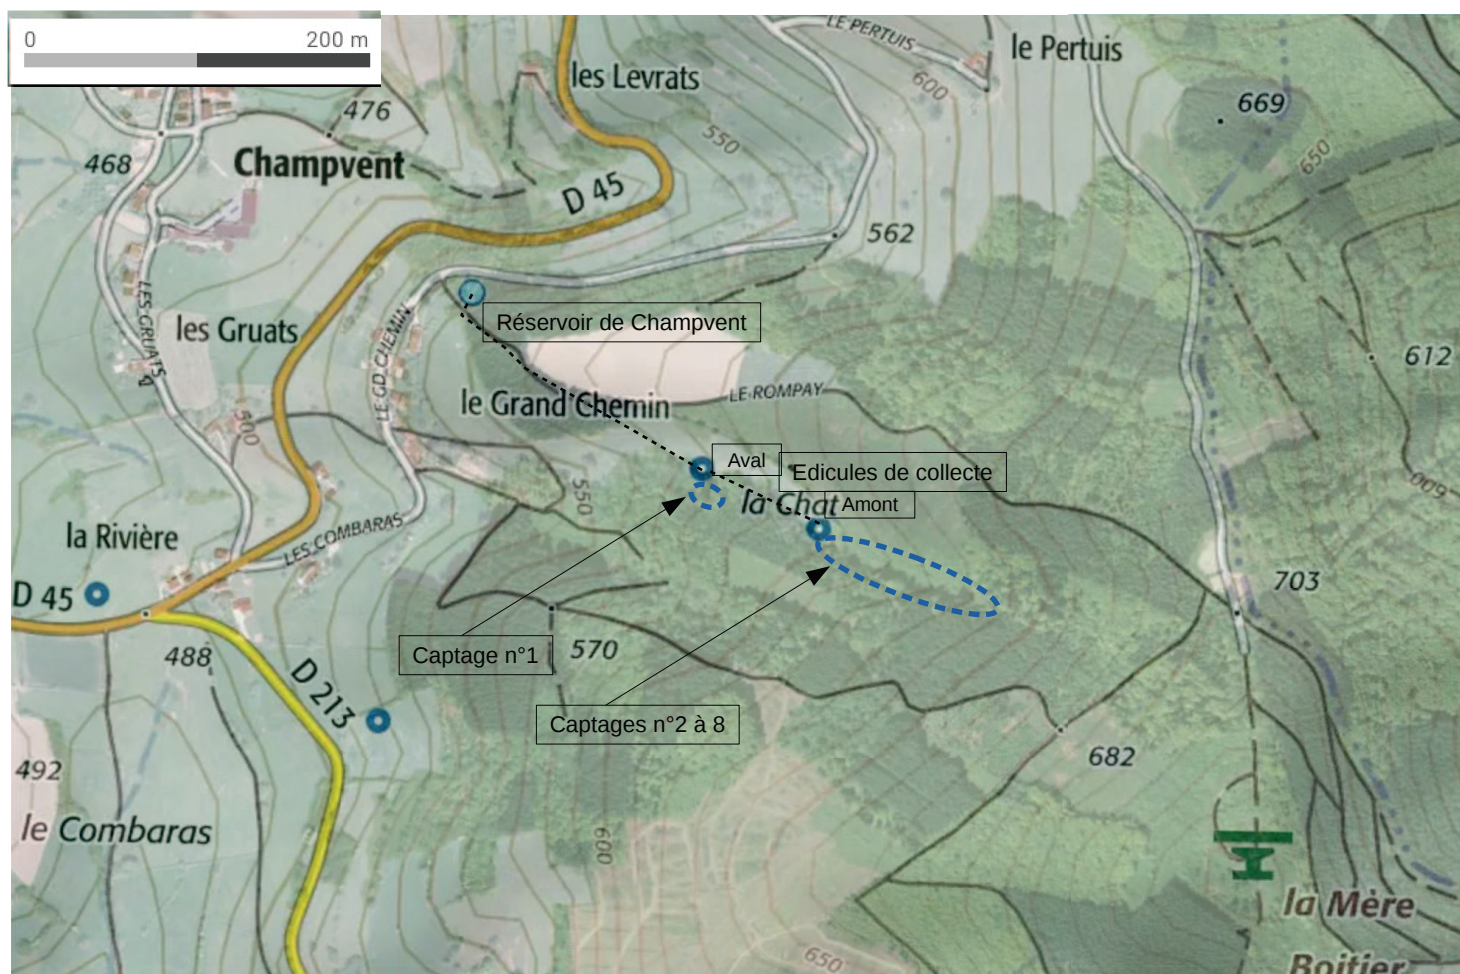 0 200 m
LE PERTUIS
le Pertuis
les Levrats
600
669
476
550
650
468
Champvent
D 45
562
LES GRUATS
les Gruats
LE GD CHEMIN
Réservoir de Champvent
612
LE ROMPAY
le Grand Chemin
500
Aval
Edicules de collecte
600
550
la Chat
Amont
la Rivière
LES COMBARAS
D 45
703
488
Captage n°1
570
D 213
Captages n°2 à 8
682
492
le Combaras
600
la Mère
Boitier
650